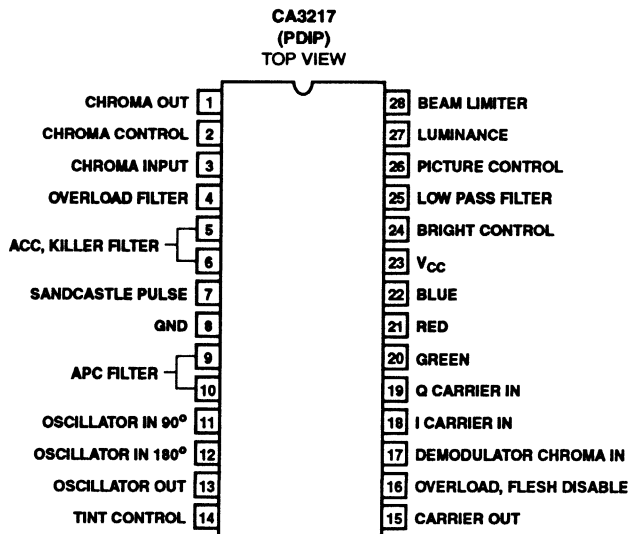 CA3217
(PDIP)
TOP VIEW
CHROMA OUT 1
28 BEAM LIMITER
CHROMA CONTROL 2
27 LUMINANCE
CHROMA INPUT 3
26 PICTURE CONTROL
OVERLOAD FILTER 4
25 LOW PASS FILTER
ACC, KILLER FILTER
5
6
24 BRIGHT CONTROL
23 VCC
SANDCASTLE PULSE 7
22 BLUE
GND 8
21 RED
APC FILTER
9
10
20 GREEN
19 Q CARRIER IN
OSCILLATOR IN 90° 11
18 I CARRIER IN
OSCILLATOR IN 180° 12
17 DEMODULATOR CHROMA IN
OSCILLATOR OUT 13
16 OVERLOAD, FLESH DISABLE
TINT CONTROL 14
15 CARRIER OUT